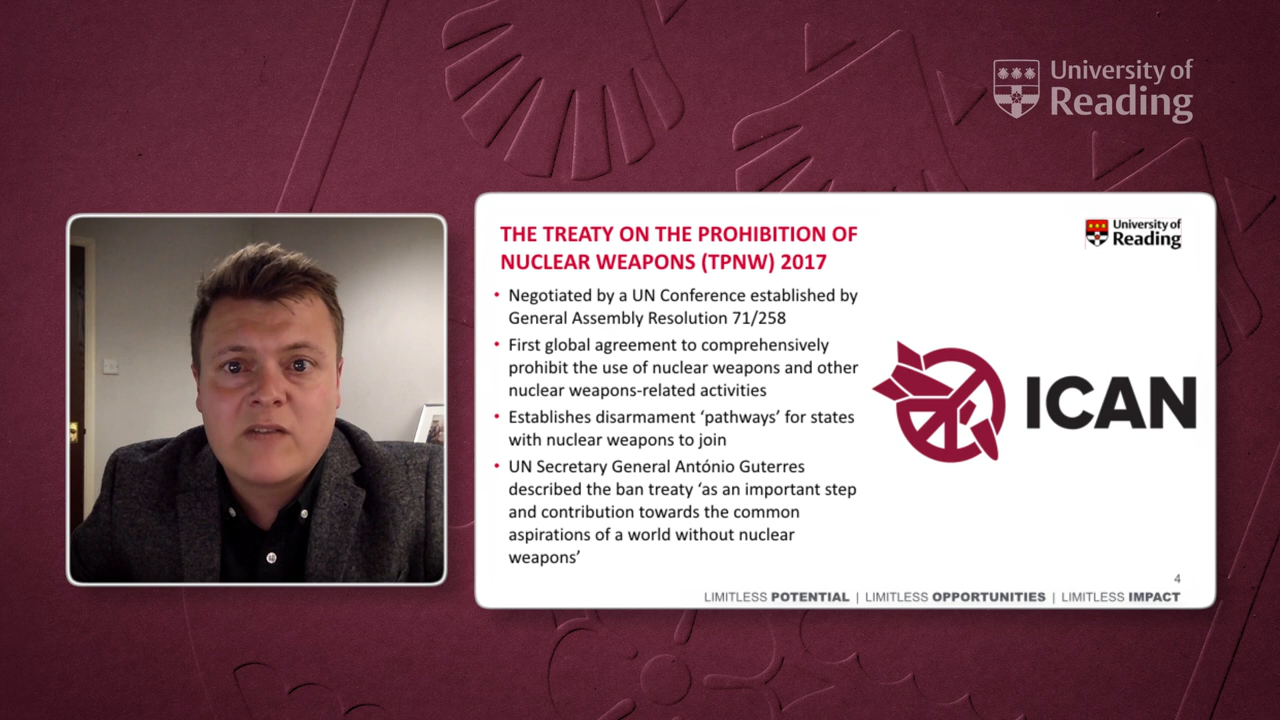 University of
Reading
THE TREATY ON THE PROHIBITION OF
NUCLEAR WEAPONS (TPNW) 2017
University of
Reading
• Negotiated by a UN Conference established by
General Assembly Resolution 71/258
• First global agreement to comprehensively
prohibit the use of nuclear weapons and other
nuclear weapons-related activities
• Establishes disarmament ‘pathways’ for states
with nuclear weapons to join
• UN Secretary General António Guterres
described the ban treaty ‘as an important step
and contribution towards the common
aspirations of a world without nuclear
weapons’
ICAN
4
LIMITLESS POTENTIAL | LIMITLESS OPPORTUNITIES | LIMITLESS IMPACT